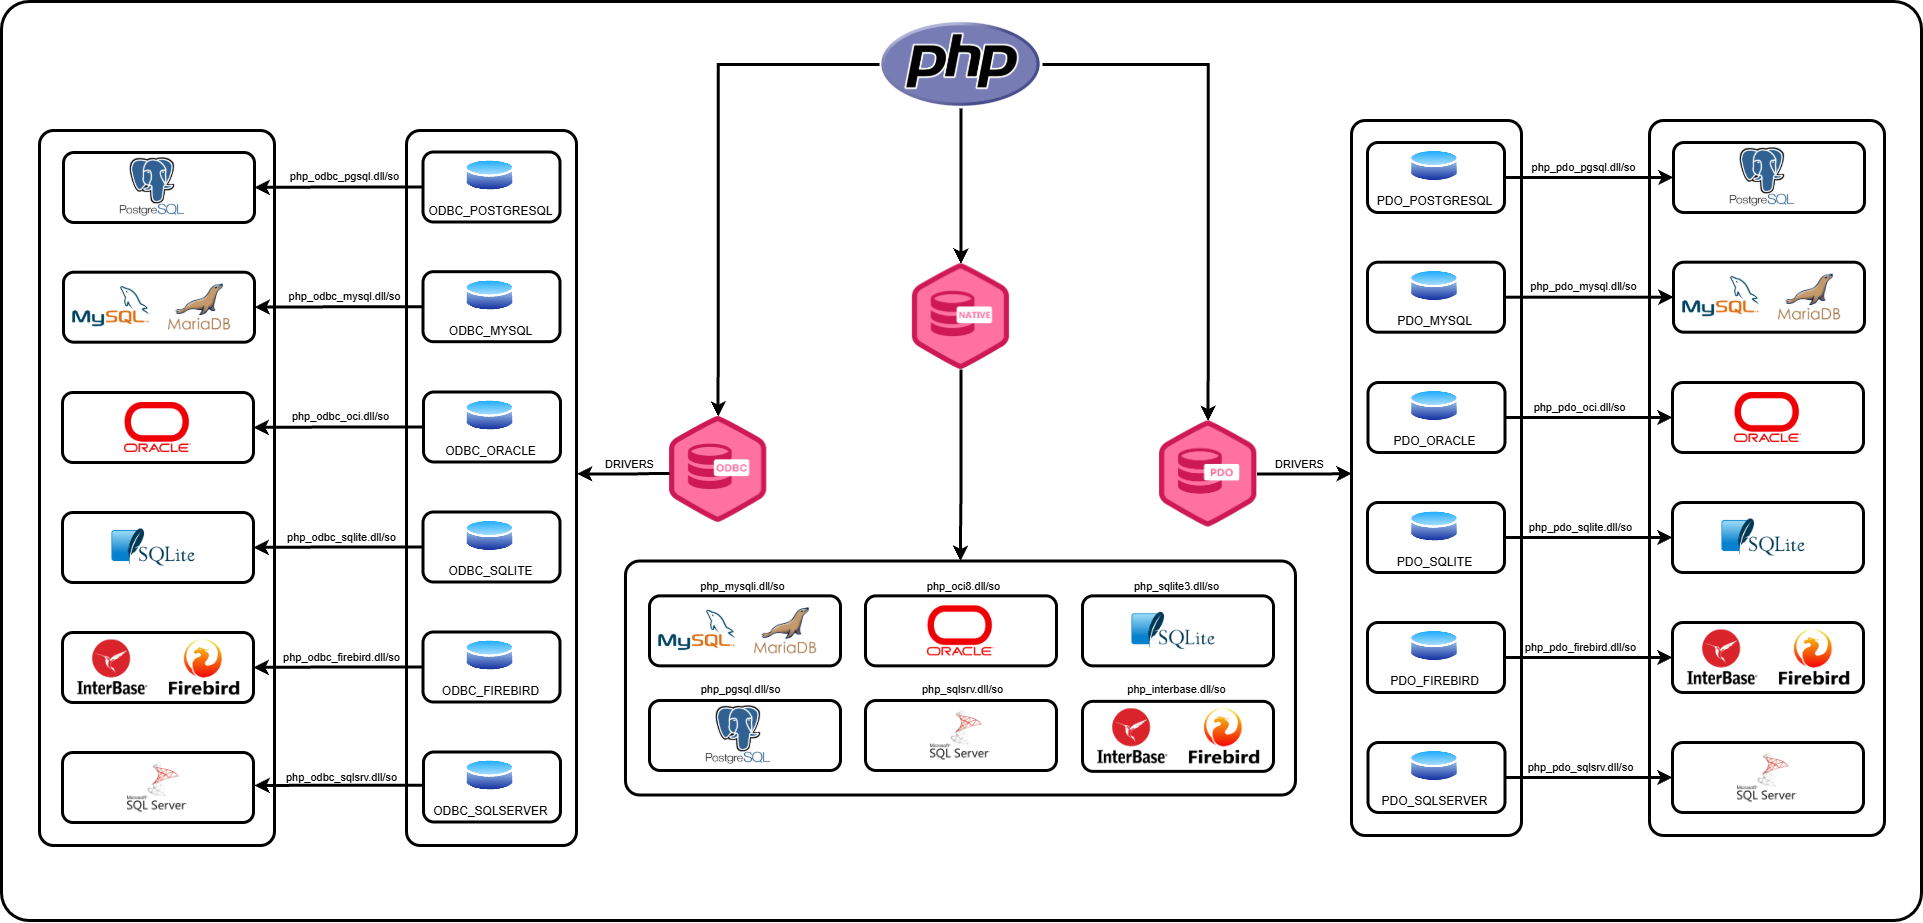 php
php_odbc_pgsql.dll/so
PostgreSQL
ODBC_POSTGRESQL
php_odbc_mysql.dll/so
MySQL
MariaDB
ODBC_MYSQL
php_odbc_oci.dll/so
ORACLE
ODBC_ORACLE
php_odbc_sqlite.dll/so
SQLite
ODBC_SQLITE
php_odbc_firebird.dll/so
InterBase
Firebird
ODBC_FIREBIRD
php_odbc_sqlsrv.dll/so
Microsoft
SQL Server
ODBC_SQLSERVER
DRIVERS
ODBC
NATIVE
PDO
DRIVERS
php_mysqli.dll/so
MySQL
MariaDB
php_oci8.dll/so
ORACLE
php_sqlite3.dll/so
SQLite
php_pgsql.dll/so
PostgreSQL
php_sqlsrv.dll/so
Microsoft
SQL Server
php_interbase.dll/so
InterBase
Firebird
PDO_POSTGRESQL
php_pdo_pgsql.dll/so
PostgreSQL
PDO_MYSQL
php_pdo_mysql.dll/so
MySQL
MariaDB
PDO_ORACLE
php_pdo_oci.dll/so
ORACLE
PDO_SQLITE
php_pdo_sqlite.dll/so
SQLite
PDO_FIREBIRD
php_pdo_firebird.dll/so
InterBase
Firebird
PDO_SQLSERVER
php_pdo_sqlsrv.dll/so
Microsoft
SQL Server